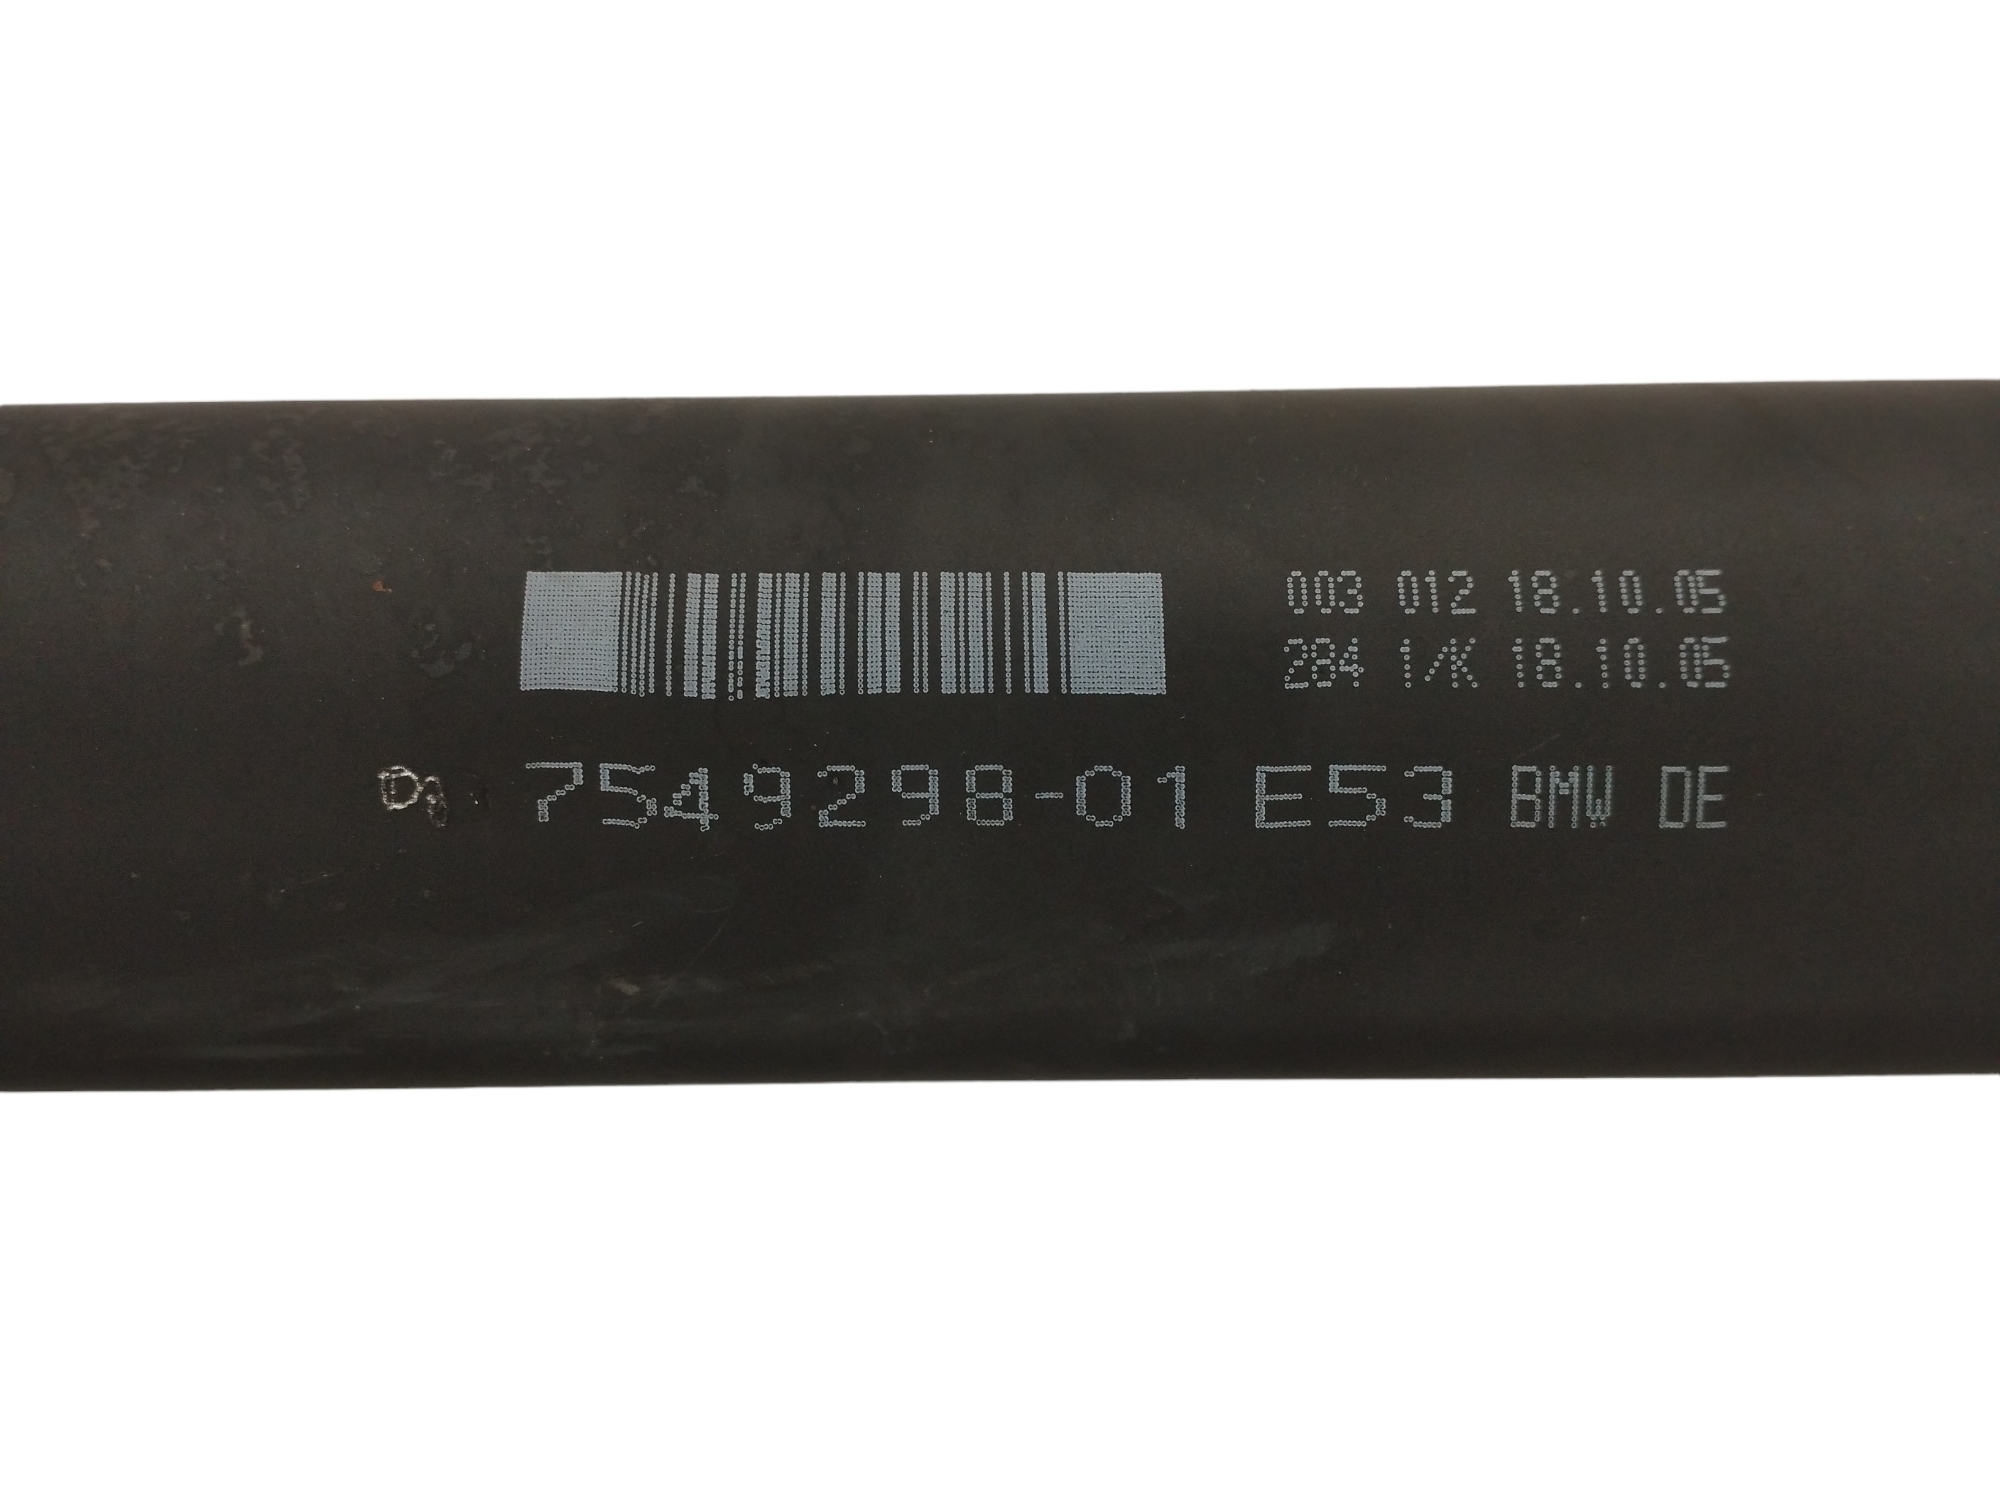 003 012 18.10.05
284 1/K 18.10.05
7549298-01 E53 BMW DE